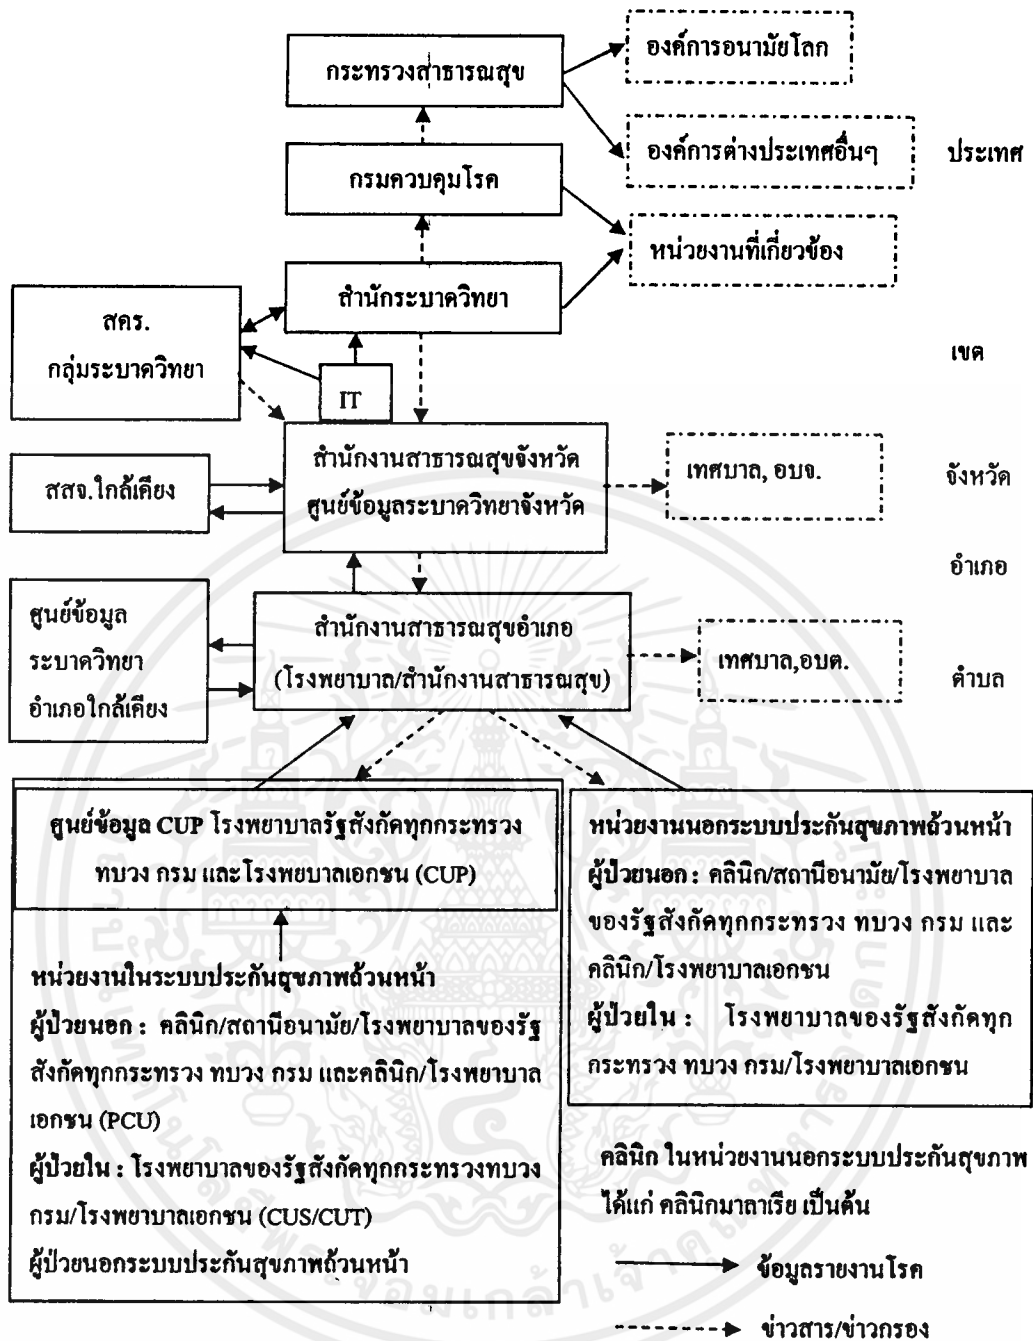 องค์การอนามัยโลก
กระทรวงสาธารณสุข
องค์การต่างประเทศอื่นๆ
ประเทศ
กรมควบคุมโรค
หน่วยงานที่เกี่ยวข้อง
สำนักระบาดวิทยา
สคร.
กลุ่มระบาดวิทยา
เขต
IT
สำนักงานสาธารณสุขจังหวัด
ศูนย์ข้อมูลระบาดวิทยาจังหวัด
สสจ.ใกล้เคียง
เทศบาล, อบจ.
จังหวัด
อำเภอ
ศูนย์ข้อมูล
ระบาดวิทยา
อำเภอใกล้เคียง
สำนักงานสาธารณสุขอำเภอ
(โรงพยาบาล/สำนักงานสาธารณสุข)
เทศบาล,อบต.
ตำบล
ศูนย์ข้อมูล CUP โรงพยาบาลรัฐสังกัดทุกกระทรวง
ทบวง กรม และโรงพยบาลเอกชน (CUP)
หน่วยงานในระบบประกันสุขภาพถ้วนหน้า
ผู้ป่วยนอก : คลินิก/สถานีอนามัย/โรงพยาบาลของรัฐ
สังกัดทุกกระทรวง ทบวง กรม และคลินิก/โรงพยาบาล
เอกชน (PCU)
ผู้ป่วยใน : โรงพยาบาลของรัฐสังกัดทุกกระทรวงทบวง
กรม/โรงพยาบาลเอกชน (CUS/CUT)
ผู้ป่วยนอกระบบประกันสุขภาพถ้วนหน้า
หน่วยงานนอกระบบประกันสุขภาพถ้วนหน้า
ผู้ป่วยนอก : คลินิก/สถานีอนามัย/โรงพยาบาล
ของรัฐสังกัดทุกกระทรวง ทบวง กรม และ
คลินิก/โรงพยาบาลเอกชน
ผู้ป่วยใน : โรงพยาบาลของรัฐสังกัดทุก
กระทรวง ทบวง กรม/โรงพยาบาลเอกชน
คลินิก ในหน่วยงานนอกระบบประกันสุขภาพ
ได้แก่ คลินิกมาลาเรีย เป็นต้น
ข้อมูลรายงานโรค
ข่าวสาร/ข่าวกรอง